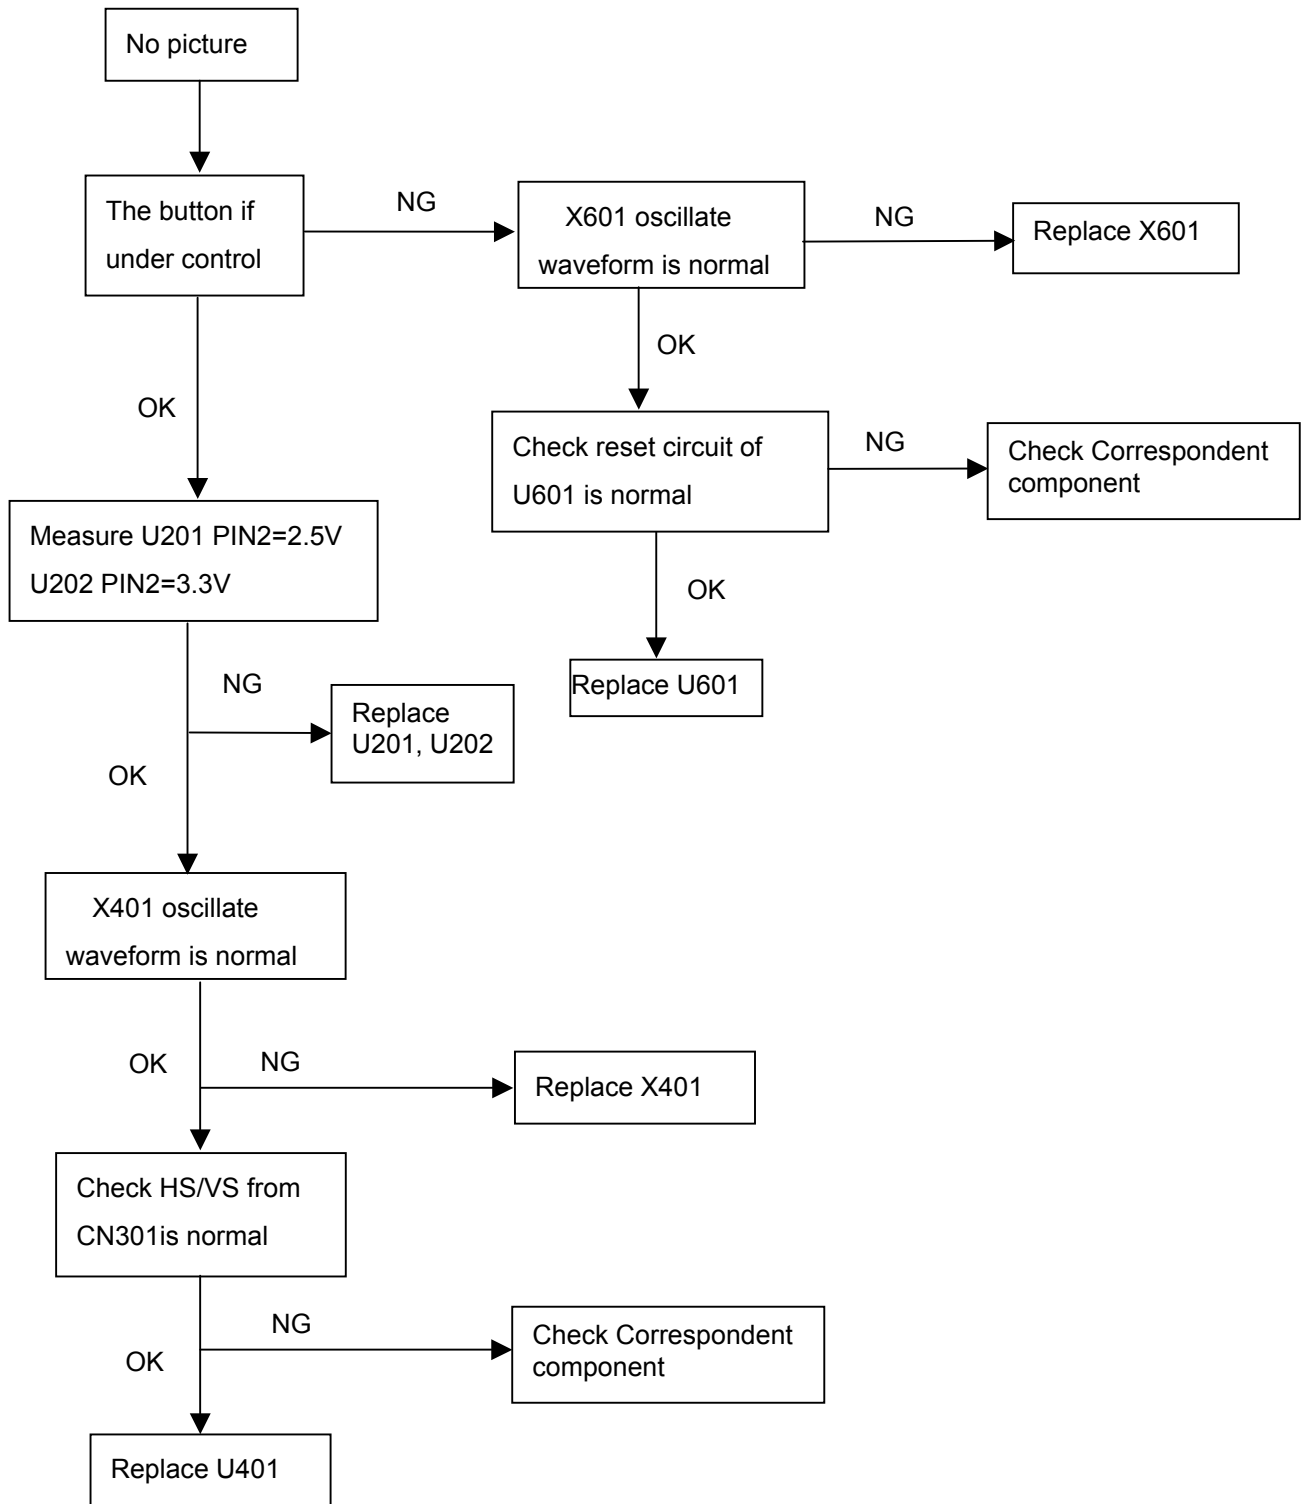 No picture
The button if
under control
NG
X601 oscillate
waveform is normal
NG
Replace X601
OK
OK
Check reset circuit of
U601 is normal
NG
Check Correspondent
component
Measure U201 PIN2=2.5V
U202 PIN2=3.3V
OK
Replace U601
NG
Replace
U201, U202
OK
X401 oscillate
waveform is normal
OK
NG
Replace X401
Check HS/VS from
CN301is normal
NG
Check Correspondent
component
OK
Replace U401